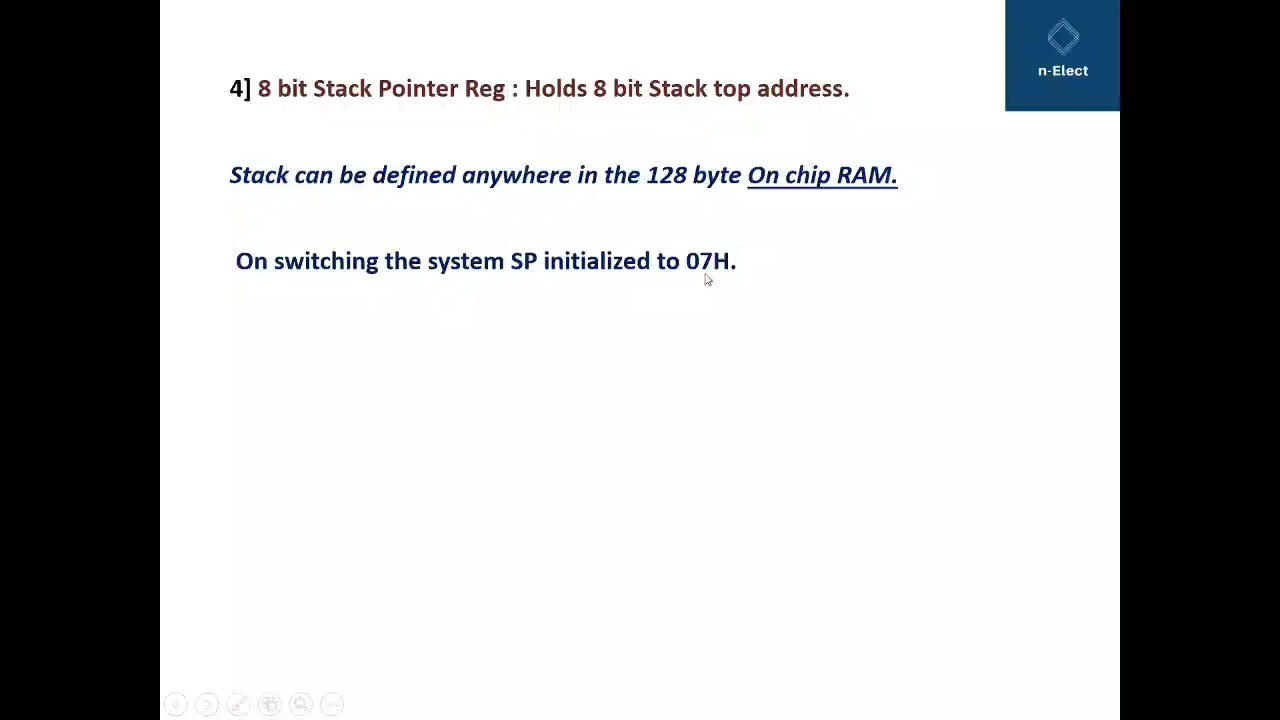 n-Elect
4] 8 bit Stack Pointer Reg : Holds 8 bit Stack top address.
Stack can be defined anywhere in the 128 byte On chip RAM.
On switching the system SP initialized to 07H.